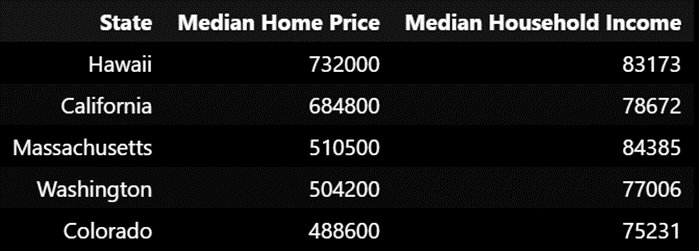 State Median Home Price Median Household Income
Hawaii 732000 83173
California 684800 78672
Massachusetts 510500 84385
Washington 504200 77006
Colorado 488600 75231